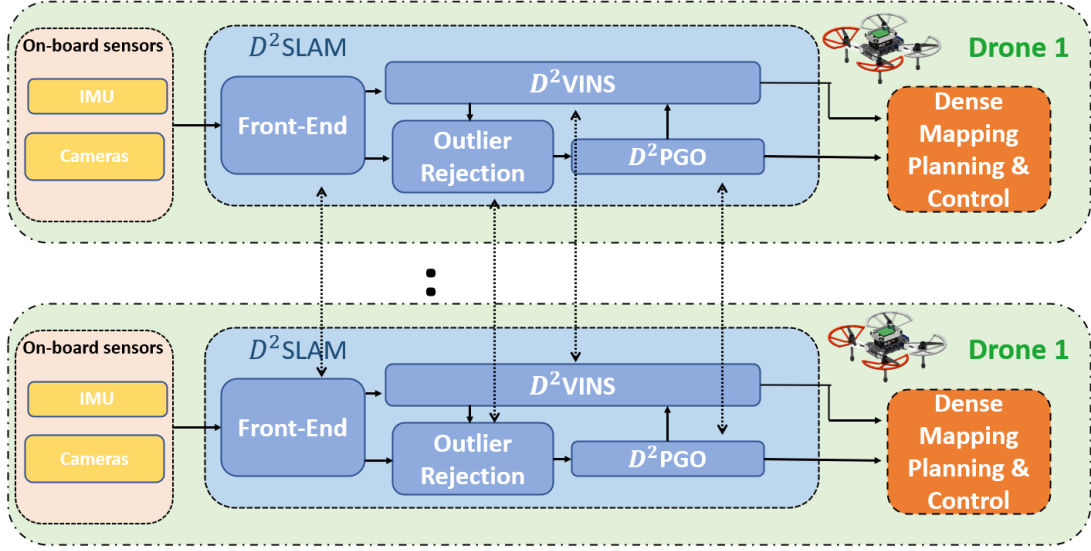 On-board sensors
IMU
Cameras
D²SLAM
Front-End
D²VINS
Outlier
Rejection
D²PGO
Drone 1
Dense
Mapping
Planning &
Control
On-board sensors
IMU
Cameras
D²SLAM
Front-End
D²VINS
Outlier
Rejection
D²PGO
Drone 1
Dense
Mapping
Planning &
Control